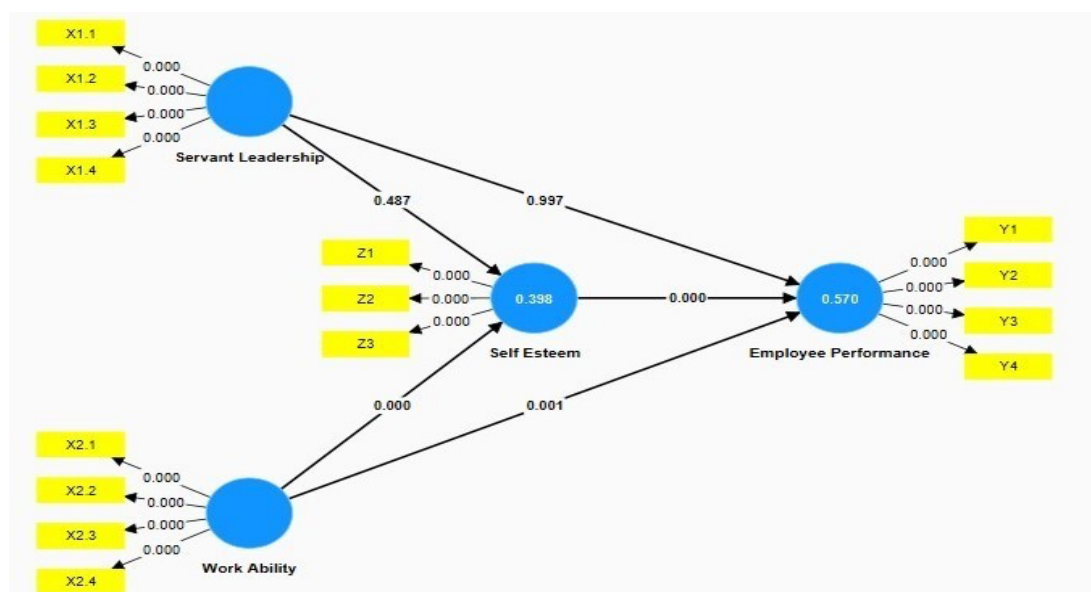 X1.1
0.000
X1.2
0.000
X1.3
0.000
X1.4
0.000
Servant Leadership
0.487
0.997
Z1
0.000
Z2
0.000
Z3
0.000
0.398
Self Esteem
0.000
0.570
Employee Performance
Y1
0.000
Y2
0.000
Y3
0.000
Y4
0.000
0.000
0.001
X2.1
0.000
X2.2
0.000
X2.3
0.000
X2.4
0.000
Work Ability